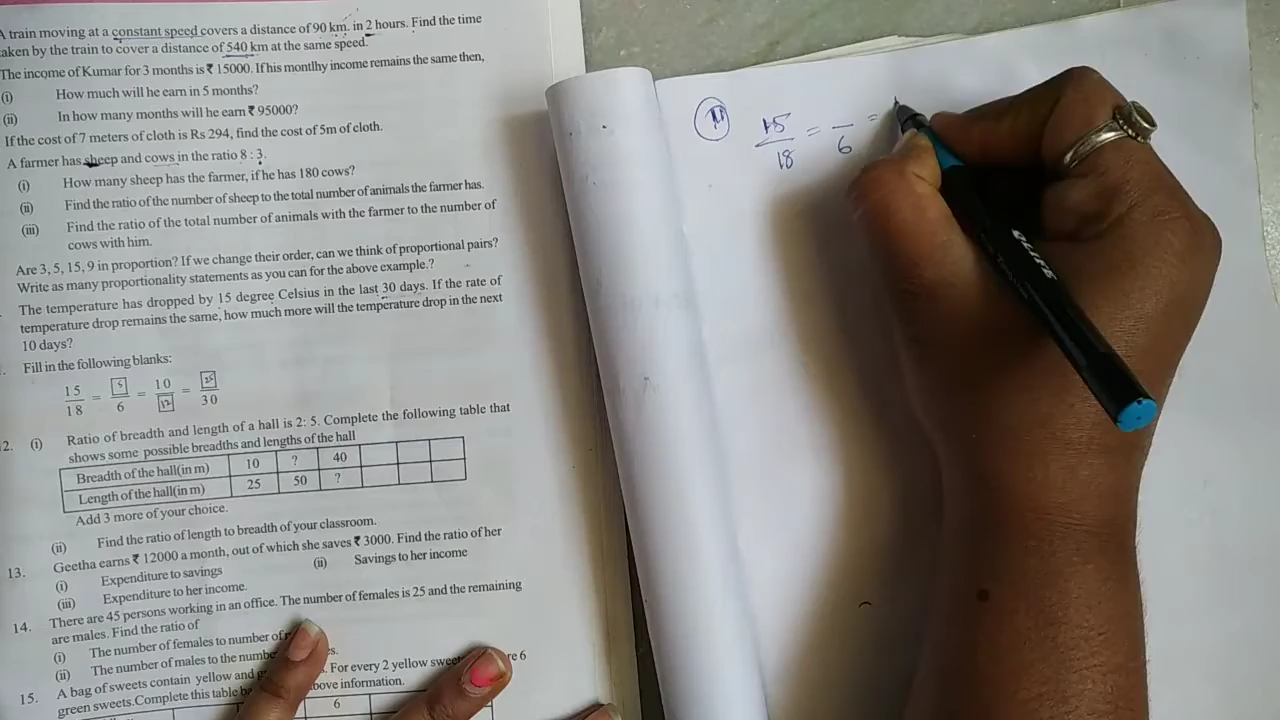 A train moving at a constant speed covers a distance of 90 km. in 2 hours. Find the time
taken by the train to cover a distance of 540 km at the same speed.
The income of Kumar for 3 months is ₹ 15000. If his montlhy income remains the same then,
(i) How much will he earn in 5 months?
(ii) In how many months will he earn ₹ 95000?
If the cost of 7 meters of cloth is Rs 294, find the cost of 5m of cloth.
A farmer has sheep and cows in the ratio 8 : 3.
(i) How many sheep has the farmer, if he has 180 cows?
(ii) Find the ratio of the number of sheep to the total number of animals the farmer has.
(iii) Find the ratio of the total number of animals with the farmer to the number of
cows with him.
Are 3, 5, 15, 9 in proportion? If we change their order, can we think of proportional pairs?
Write as many proportionality statements as you can for the above example.?
The temperature has dropped by 15 degree Celsius in the last 30 days. If the rate of
temperature drop remains the same, how much more will the temperature drop in the next
10 days?
Fill in the following blanks:
15/18 = 5/6 = 10/12 = 25/30
2. (i) Ratio of breadth and length of a hall is 2: 5. Complete the following table that
shows some possible breadths and lengths of the hall
Breadth of the hall(in m) 10 ? 40
Length of the hall(in m) 25 50 ?
Add 3 more of your choice.
(ii) Find the ratio of length to breadth of your classroom.
13. Geetha earns ₹ 12000 a month, out of which she saves ₹ 3000. Find the ratio of her
(i) Expenditure to savings (ii) Savings to her income
(iii) Expenditure to her income.
14. There are 45 persons working in an office. The number of females is 25 and the remaining
are males. Find the ratio of
(i) The number of females to number of
(ii) The number of males to the
15. A bag of sweets contain yellow and For every 2 yellow 6
green sweets.Complete this table information.
6
11 15/18 = /6 =